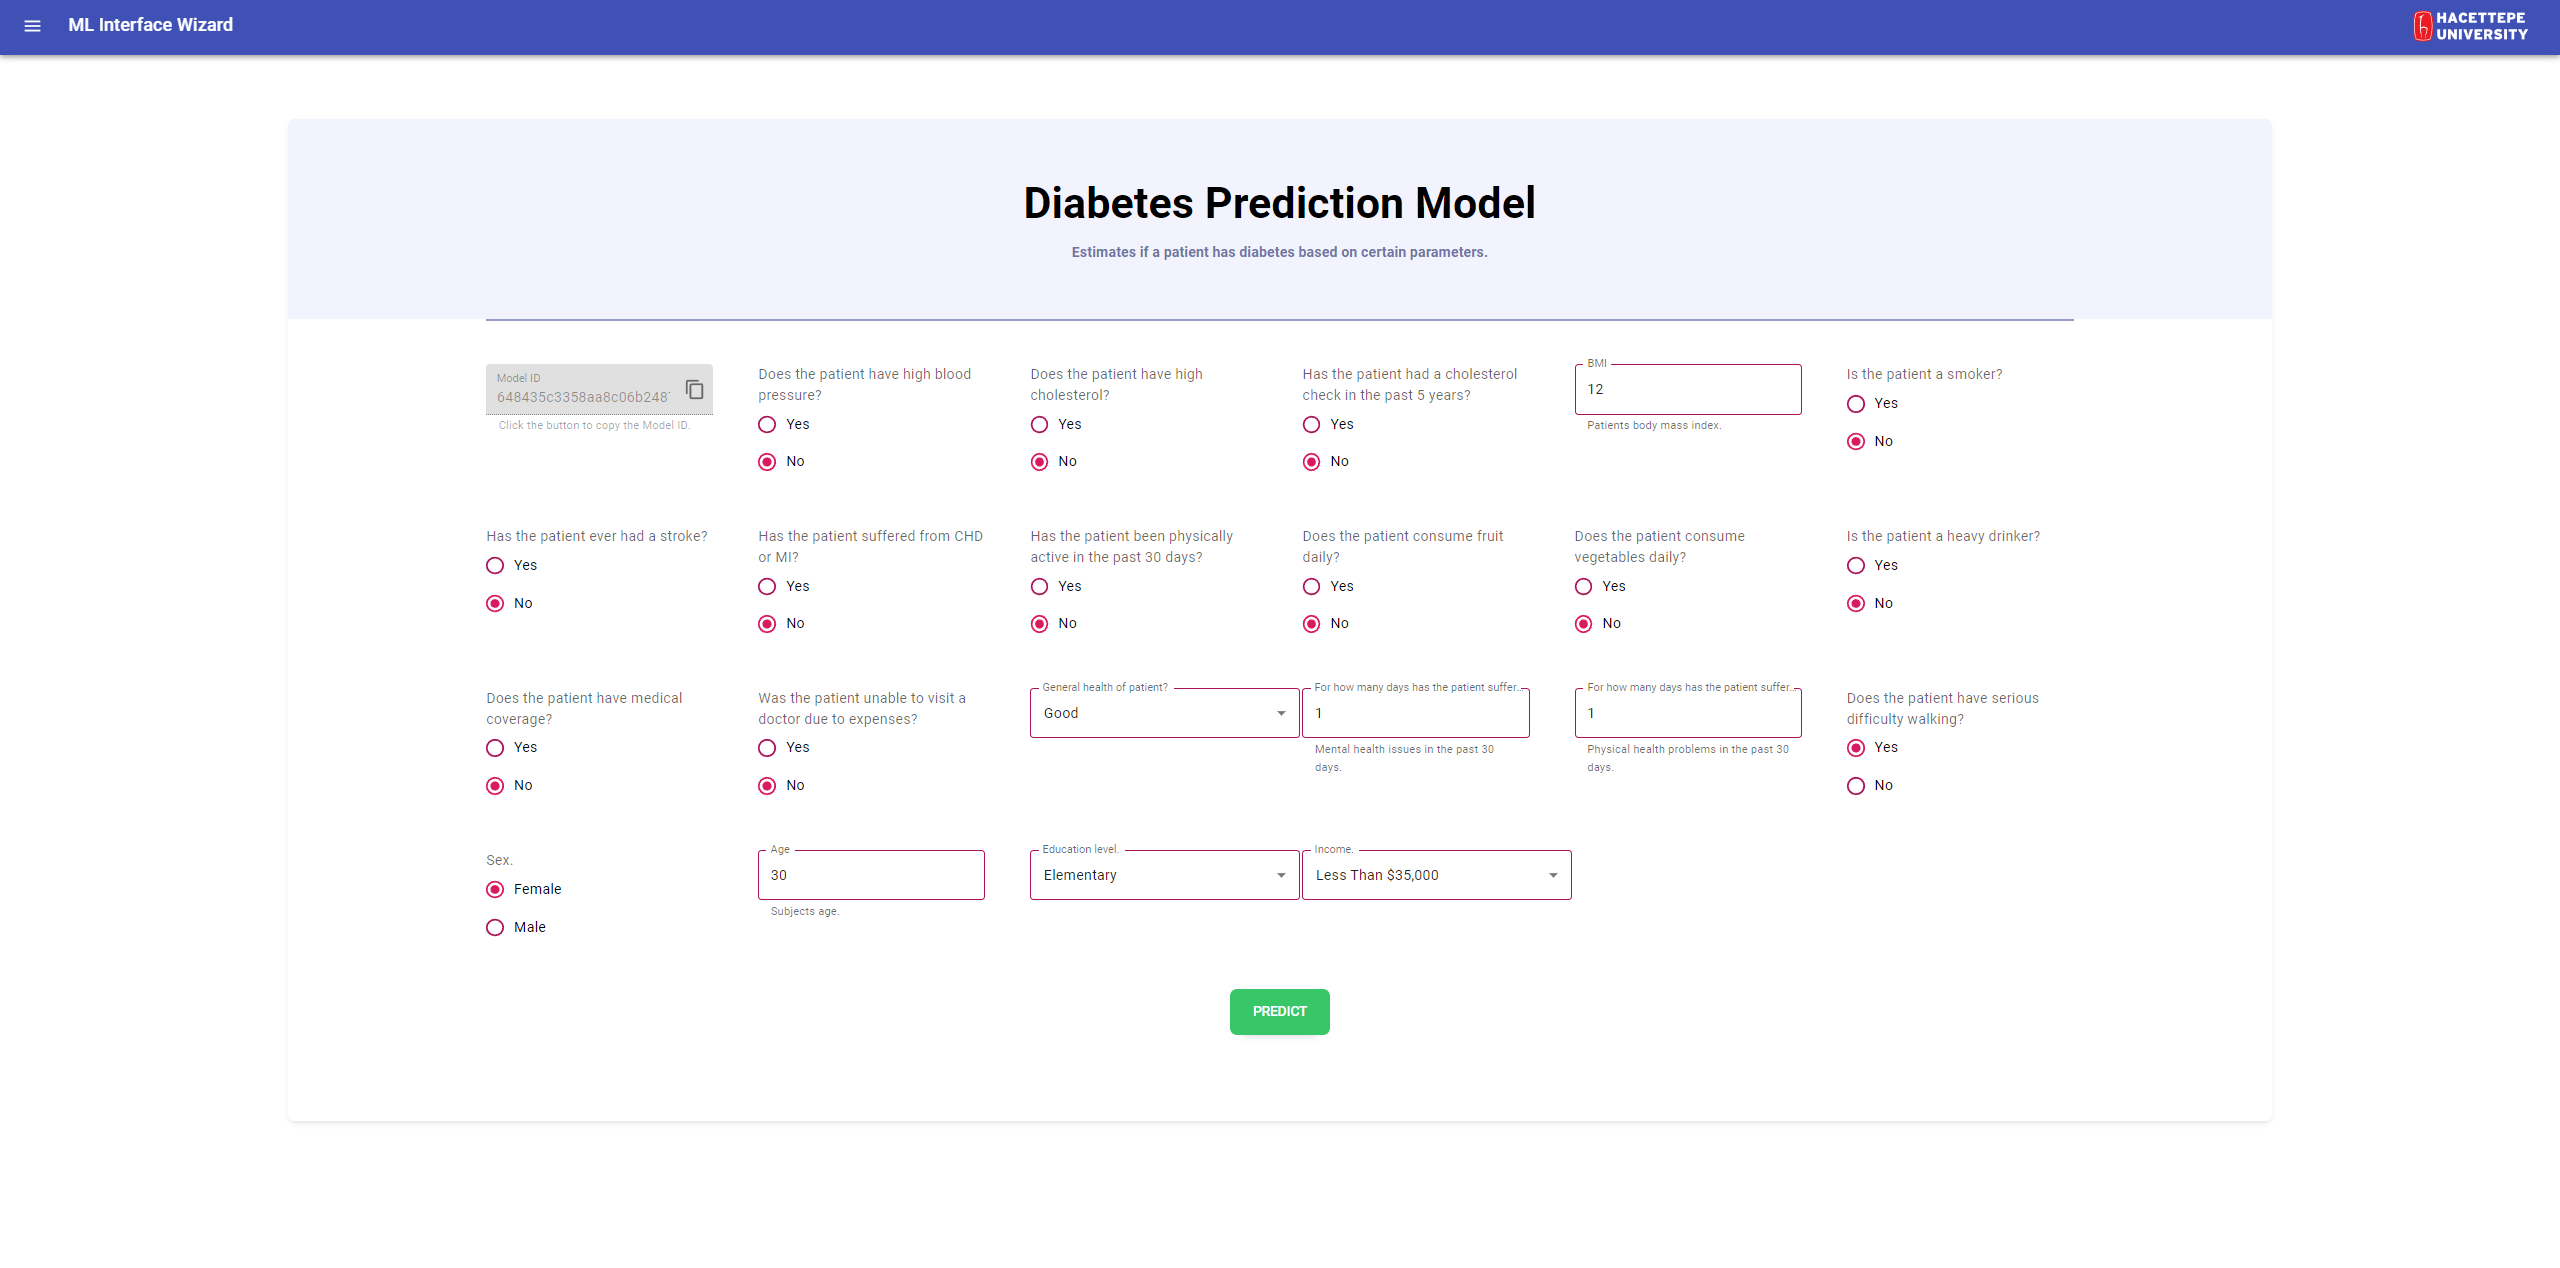 ML Interface Wizard
HACETTEPE
UNIVERSITY
Diabetes Prediction Model
Estimates if a patient has diabetes based on certain parameters.
Model ID
648435c3358aa8c06b248
Click the button to copy the Model ID.
Does the patient have high blood
pressure?
Yes
No
Does the patient have high
cholesterol?
Yes
No
Has the patient had a cholesterol
check in the past 5 years?
Yes
No
BMI
12
Patients body mass index.
Is the patient a smoker?
Yes
No
Has the patient ever had a stroke?
Yes
No
Has the patient suffered from CHD
or MI?
Yes
No
Has the patient been physically
active in the past 30 days?
Yes
No
Does the patient consume fruit
daily?
Yes
No
Does the patient consume
vegetables daily?
Yes
No
Is the patient a heavy drinker?
Yes
No
Does the patient have medical
coverage?
Yes
No
Was the patient unable to visit a
doctor due to expenses?
Yes
No
General health of patient?
Good
For how many days has the patient suffer...
1
Mental health issues in the past 30
days.
For how many days has the patient suffer...
1
Physical health problems in the past 30
days.
Does the patient have serious
difficulty walking?
Yes
No
Sex.
Female
Male
Age
30
Subjects age.
Education level.
Elementary
Income.
Less Than $35,000
PREDICT